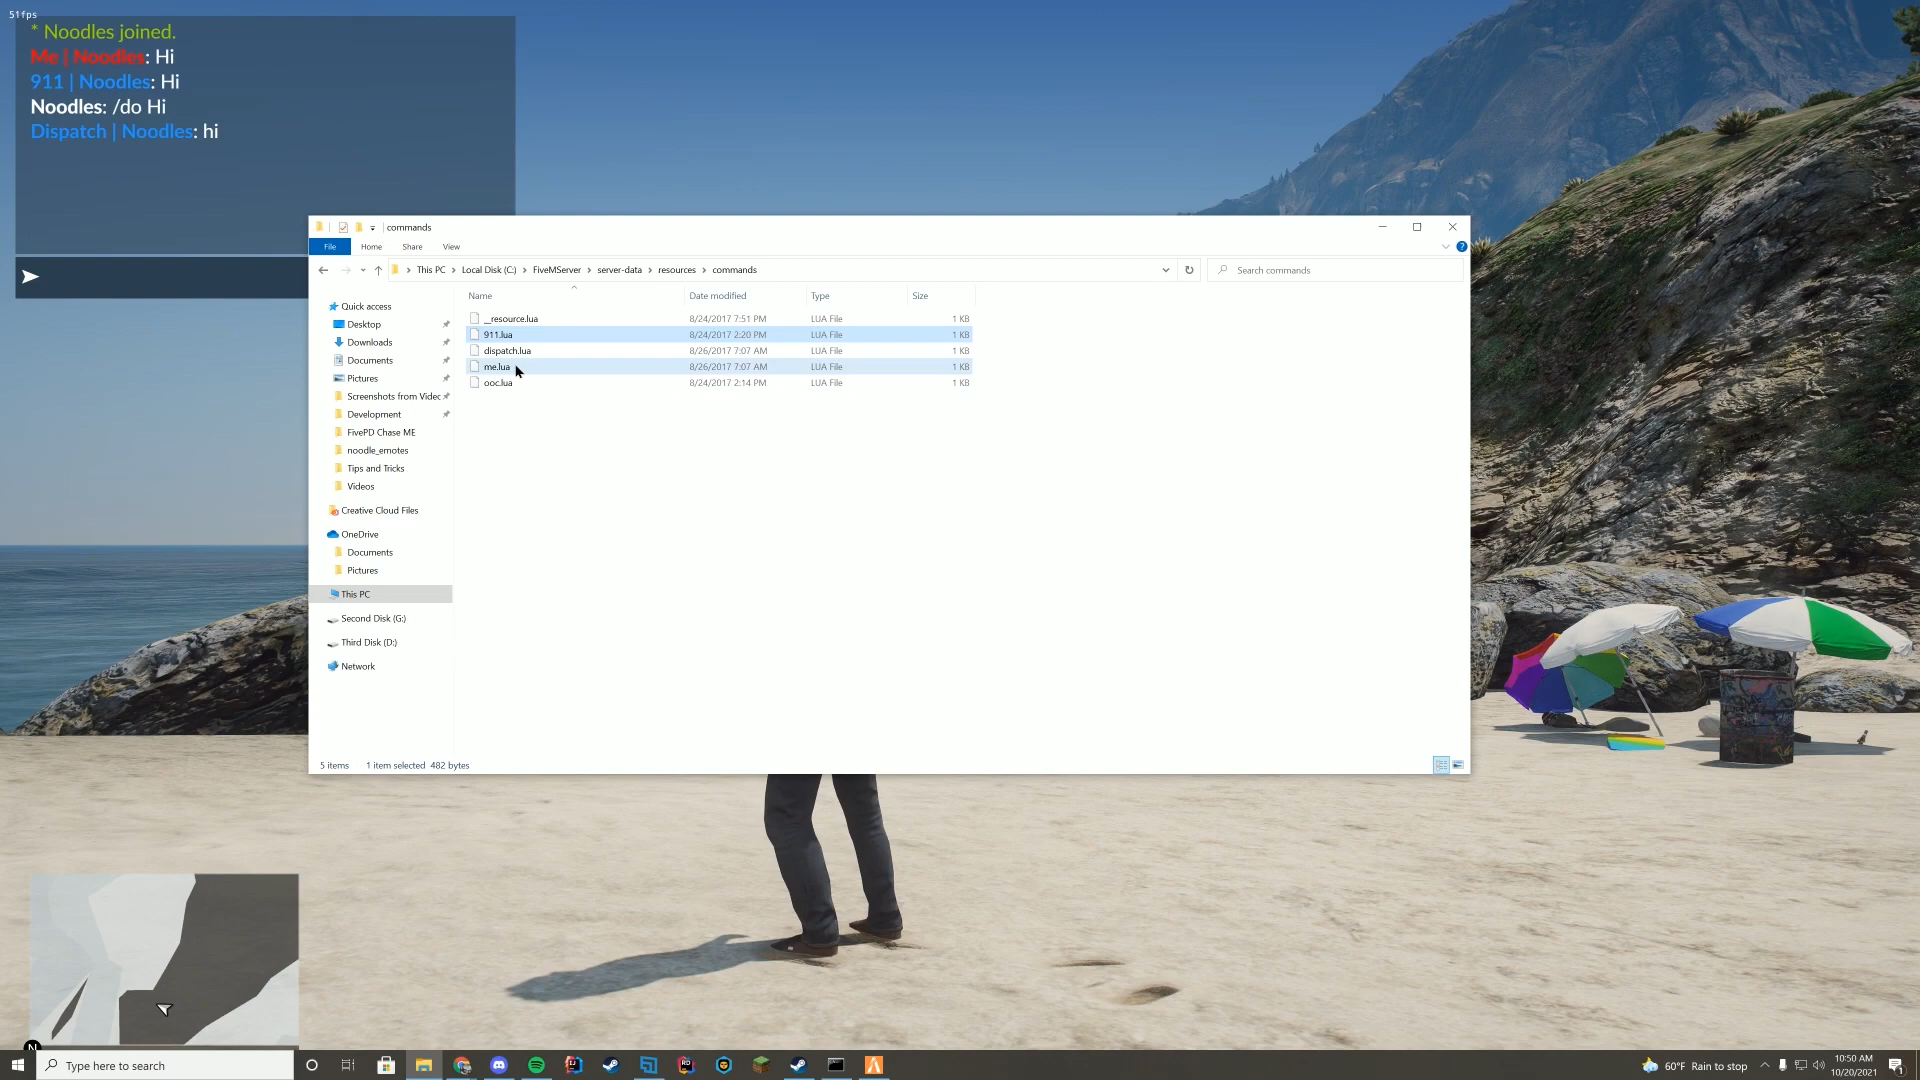 51fps
* Noodles joined.
Me | Noodles: Hi
911 | Noodles: Hi
Noodles: /do Hi
Dispatch | Noodles: hi
commands
File Home Share View
This PC > Local Disk (C:) > FiveMServer > server-data > resources > commands
Search commands
Name Date modified Type Size
__resource.lua 8/24/2017 7:51 PM LUA File 1 KB
911.lua 8/24/2017 2:20 PM LUA File 1 KB
dispatch.lua 8/26/2017 7:07 AM LUA File 1 KB
me.lua 8/26/2017 7:07 AM LUA File 1 KB
ooc.lua 8/24/2017 2:14 PM LUA File 1 KB
Quick access
Desktop
Downloads
Documents
Pictures
Screenshots from Videc
Development
FivePD Chase ME
noodle_emotes
Tips and Tricks
Videos
Creative Cloud Files
OneDrive
Documents
Pictures
This PC
Second Disk (G:)
Third Disk (D:)
Network
5 items 1 item selected 482 bytes
N
Type here to search
60°F Rain to stop
10:50 AM
10/20/2021
1